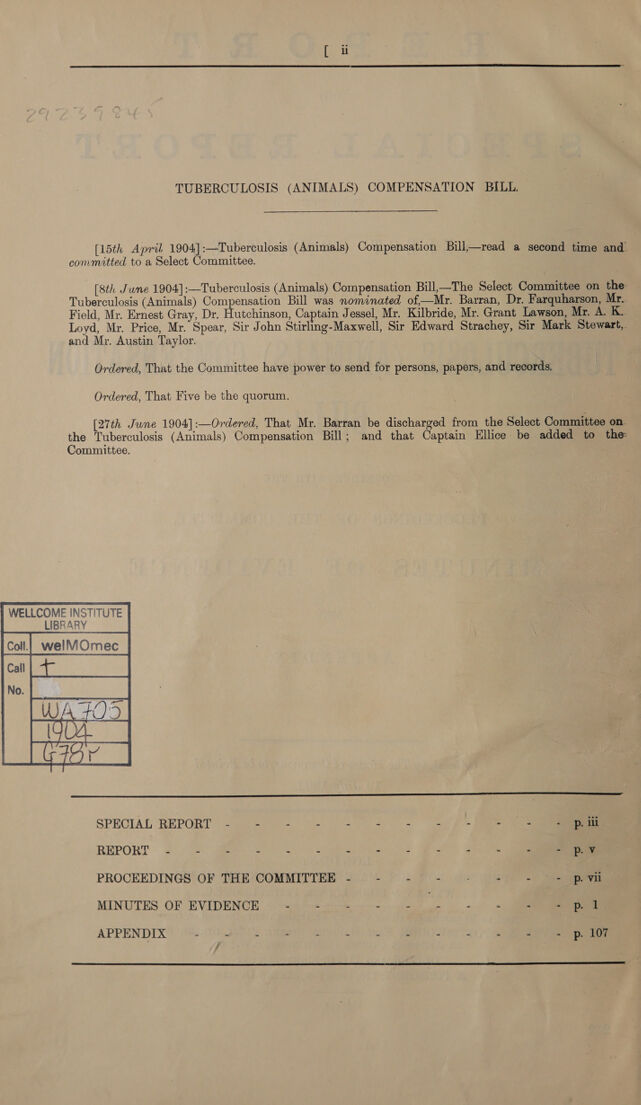 [ ii
29239845
TUBERCULOSIS (ANIMALS) COMPENSATION BILL.
[15th April 1904]:—Tuberculosis (Animals) Compensation Bill,—read a second time and
committed to a Select Committee.
[8th June 1904]:—Tuberculosis (Animals) Compensation Bill,—The Select Committee on the
Tuberculosis (Animals) Compensation Bill was nominated of,—Mr. Barran, Dr. Farquharson, Mr.
Field, Mr. Ernest Gray, Dr. Hutchinson, Captain Jessel, Mr. Kilbride, Mr. Grant Lawson, Mr. A. K.
Loyd, Mr. Price, Mr. Spear, Sir John Stirling-Maxwell, Sir Edward Strachey, Sir Mark Stewart,
and Mr. Austin Taylor.
Ordered, That the Committee have power to send for persons, papers, and records.
Ordered, That Five be the quorum.
[27th June 1904]:—Ordered, That Mr. Barran be discharged from the Select Committee on
the Tuberculosis (Animals) Compensation Bill; and that Captain Ellice be added to the
Committee.
WELLCOME INSTITUTE
LIBRARY
Coll. welMOmec
Call +
No.
WA705
1904
G78r
SPECIAL REPORT - - - - - - - - - - - - p. iii
REPORT - - - - - - - - - - - - - - p. v
PROCEEDINGS OF THE COMMITTEE - - - - - - - - p. vii
MINUTES OF EVIDENCE - - - - - - - - - - p. 1
APPENDIX - - - - - - - - - - - - - p. 107